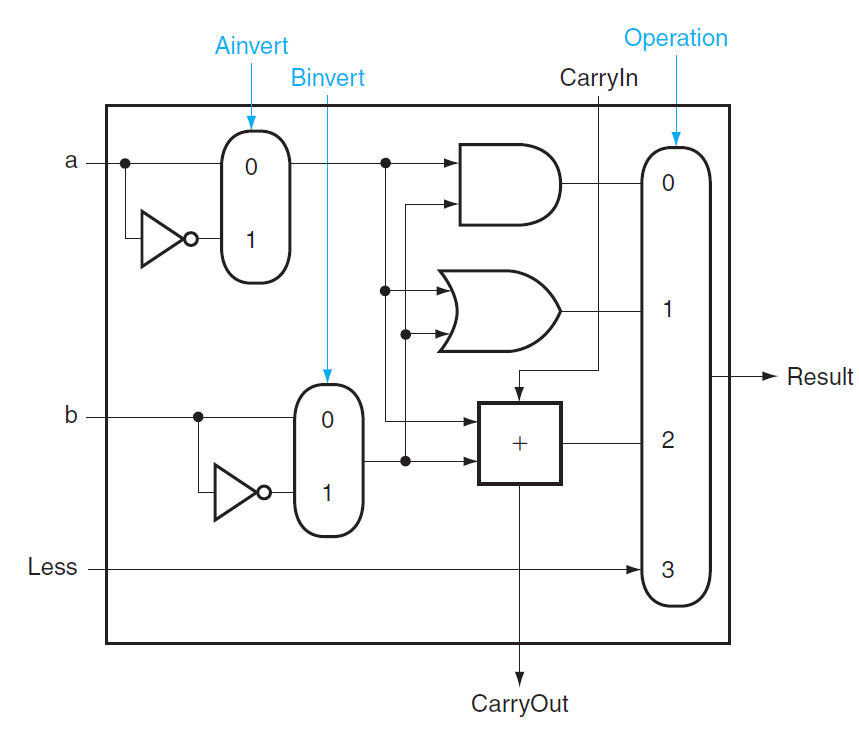 Operation
Ainvert
Binvert
CarryIn
a
0
1
0
1
b
0
1
+
2
Result
Less
3
CarryOut